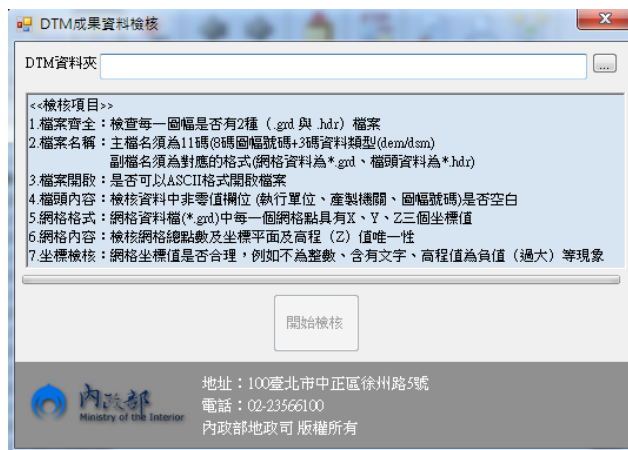 DTM成果資料檢核
DTM資料夾
...
<<檢核項目>>
1.檔案齊全：檢查每一圖幅是否有2種（.grd 與 .hdr）檔案
2.檔案名稱：主檔名須為11碼(8碼圖幅號碼+3碼資料類型(dem/dsm)
副檔名須為對應的格式(網格資料為*.grd、檔頭資料為*.hdr)
3.檔案開啟：是否可以ASCII格式開啟檔案
4.檔頭內容：檢核資料中非零值欄位 (執行單位、產製機關、圖幅號碼)是否空白
5.網格格式：網格資料檔(*.grd)中每一個網格點具有X、Y、Z三個坐標值
6.網格內容：檢核網格總點數及坐標平面及高程（Z）值唯一性
7.坐標檢核：網格坐標值是否合理，例如不為整數、含有文字、高程值為負值（過大）等現象
開始檢核
內政部
Ministry of the Interior
地址：100臺北市中正區徐州路5號
電話：02-23566100
內政部地政司 版權所有